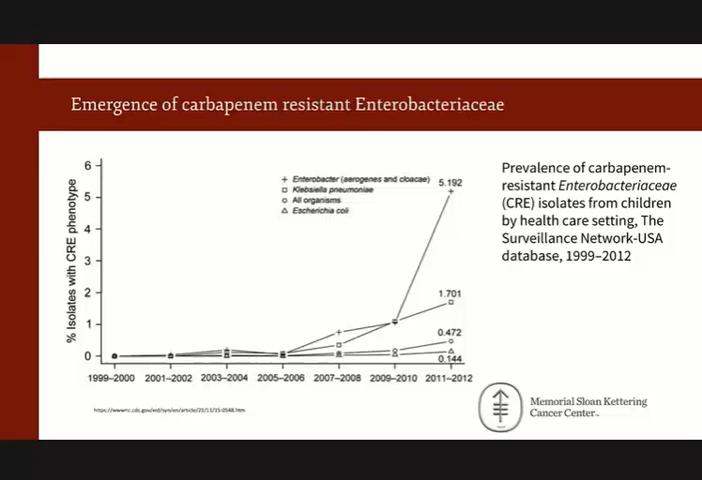 Emergence of carbapenem resistant Enterobacteriaceae
% Isolates with CRE phenotype
6
5
4
3
2
1
0
Enterobacter (aerogenes and cloacae)
Klebsiella pneumoniae
All organisms
Escherichia coli
5.192
1.701
0.472
0.144
1999–2000 2001–2002 2003–2004 2005–2006 2007–2008 2009–2010 2011–2012
Prevalence of carbapenem-
resistant Enterobacteriaceae
(CRE) isolates from children
by health care setting, The
Surveillance Network-USA
database, 1999–2012
Memorial Sloan Kettering
Cancer Center